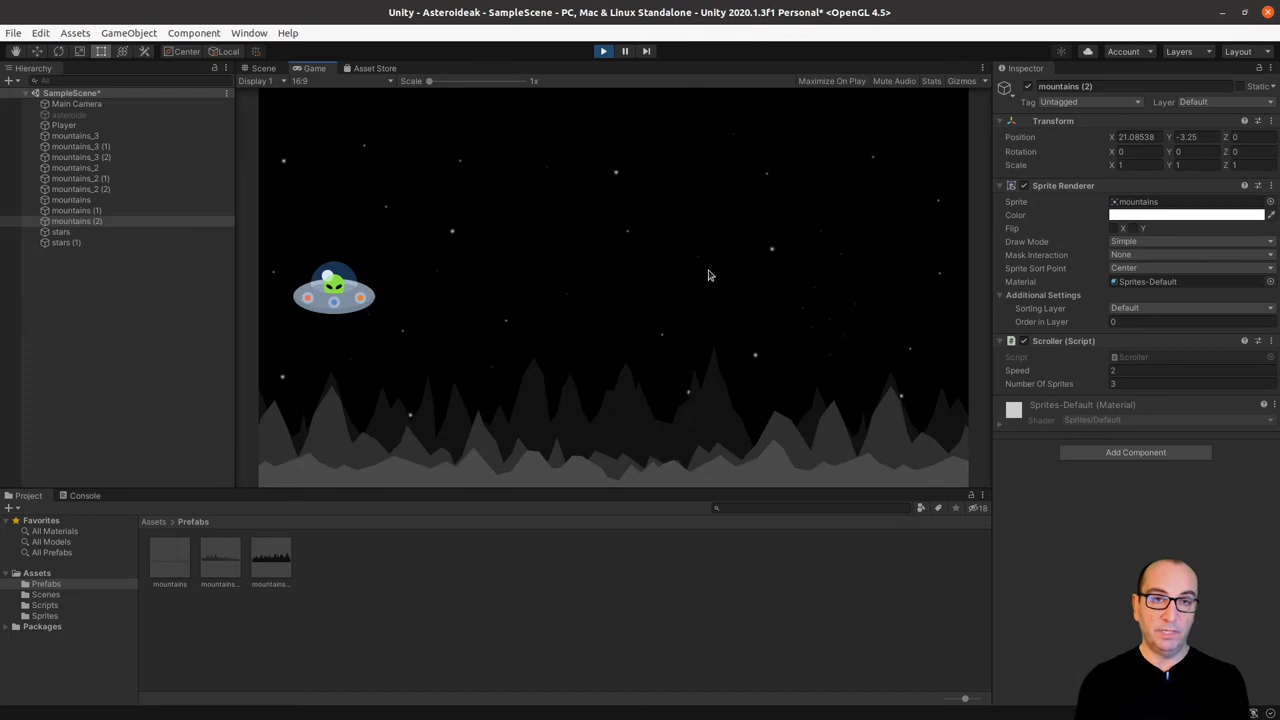 Unity - Asteroideak - SampleScene - PC, Mac & Linux Standalone - Unity 2020.1.3f1 Personal* <OpenGL 4.5>
File Edit Assets GameObject Component Window Help
Center Local Account Layers Layout
Hierarchy
All
SampleScene*
Main Camera
asteroide
Player
mountains_3
mountains_3 (1)
mountains_3 (2)
mountains_2
mountains_2 (1)
mountains_2 (2)
mountains
mountains (1)
mountains (2)
stars
stars (1)
Scene Game Asset Store
Display 1 16:9 Scale 1x Maximize On Play Mute Audio Stats Gizmos
Inspector
mountains (2) Static
Tag Untagged Layer Default
Transform
Position X 21.08538 Y -3.25 Z 0
Rotation X 0 Y 0 Z 0
Scale X 1 Y 1 Z 1
Sprite Renderer
Sprite mountains
Color
Flip X Y
Draw Mode Simple
Mask Interaction None
Sprite Sort Point Center
Material Sprites-Default
Additional Settings
Sorting Layer Default
Order in Layer 0
Scroller (Script)
Script Scroller
Speed 2
Number Of Sprites 3
Sprites-Default (Material)
Shader Sprites/Default
Add Component
Project Console
18
Favorites
All Materials
All Models
All Prefabs
Assets
Prefabs
Scenes
Scripts
Sprites
Packages
Assets > Prefabs
mountains mountains... mountains...